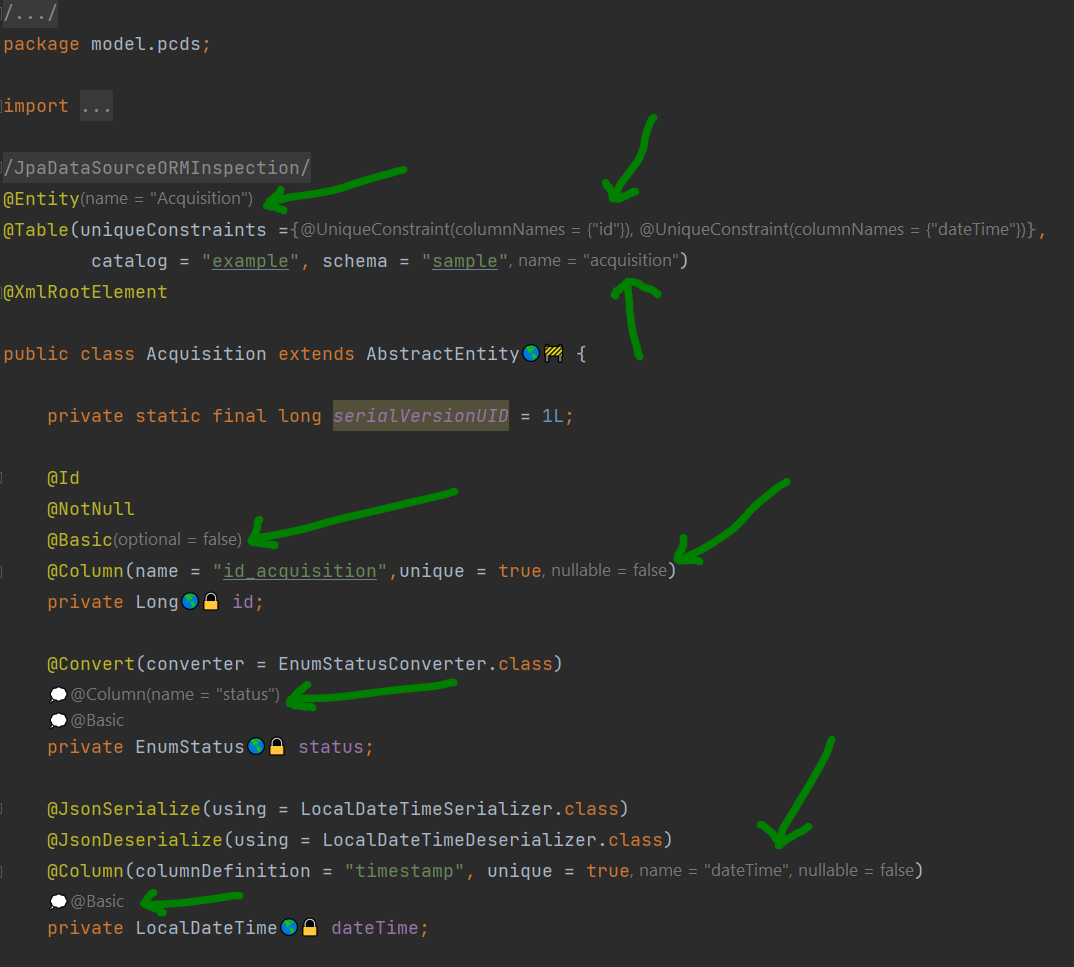 /.../
package model.pcds;
import ...
/JpaDataSourceORMInspection/
@Entity(name = "Acquisition")
@Table(uniqueConstraints ={@UniqueConstraint(columnNames = {"id"}), @UniqueConstraint(columnNames = {"dateTime"})},
catalog = "example", schema = "sample", name = "acquisition")
@XmlRootElement
public class Acquisition extends AbstractEntity🌎🚧 {
private static final long serialVersionUID = 1L;
@Id
@NotNull
@Basic(optional = false)
@Column(name = "id_acquisition",unique = true, nullable = false)
private Long🌎🔒 id;
@Convert(converter = EnumStatusConverter.class)
💭 @Column(name = "status")
💭 @Basic
private EnumStatus🌎🔒 status;
@JsonSerialize(using = LocalDateTimeSerializer.class)
@JsonDeserialize(using = LocalDateTimeDeserializer.class)
@Column(columnDefinition = "timestamp", unique = true, name = "dateTime", nullable = false)
💭 @Basic
private LocalDateTime🌎🔒 dateTime;